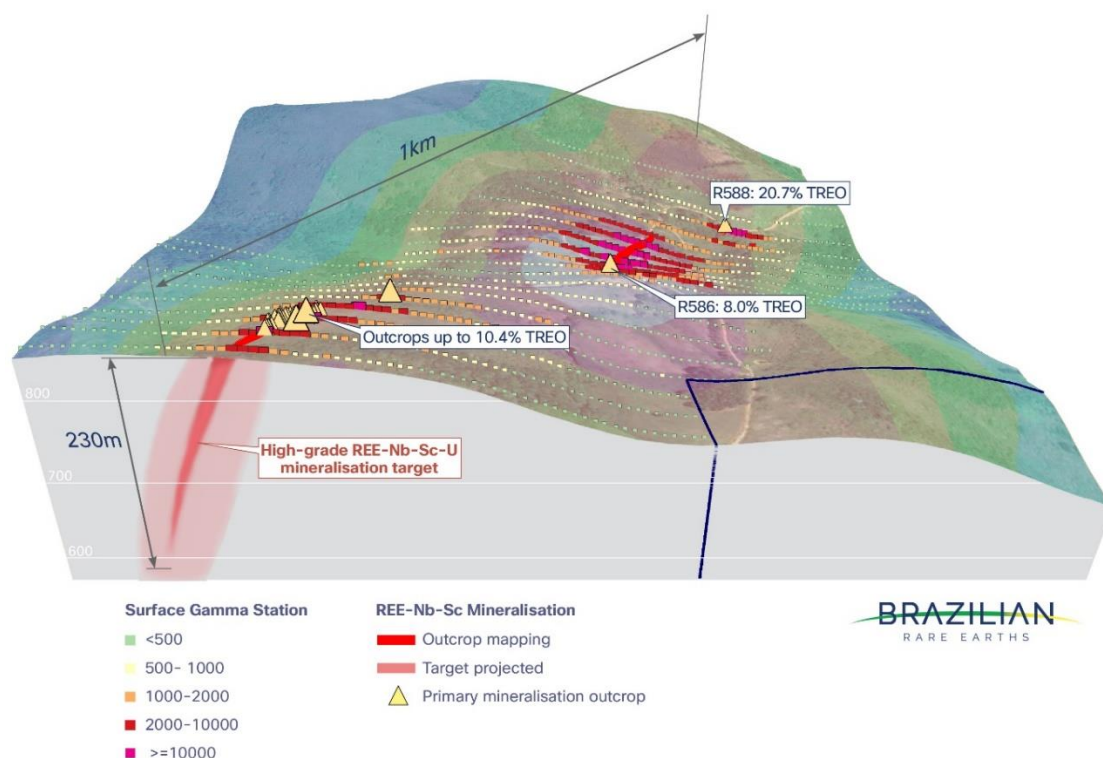 1km
R588: 20.7% TREO
R586: 8.0% TREO
Outcrops up to 10.4% TREO
800
230m
High-grade REE-Nb-Sc-U
mineralisation target
700
600
Surface Gamma Station
<500
500- 1000
1000-2000
2000-10000
>=10000
REE-Nb-Sc Mineralisation
Outcrop mapping
Target projected
Primary mineralisation outcrop
BRAZILIAN
RARE EARTHS